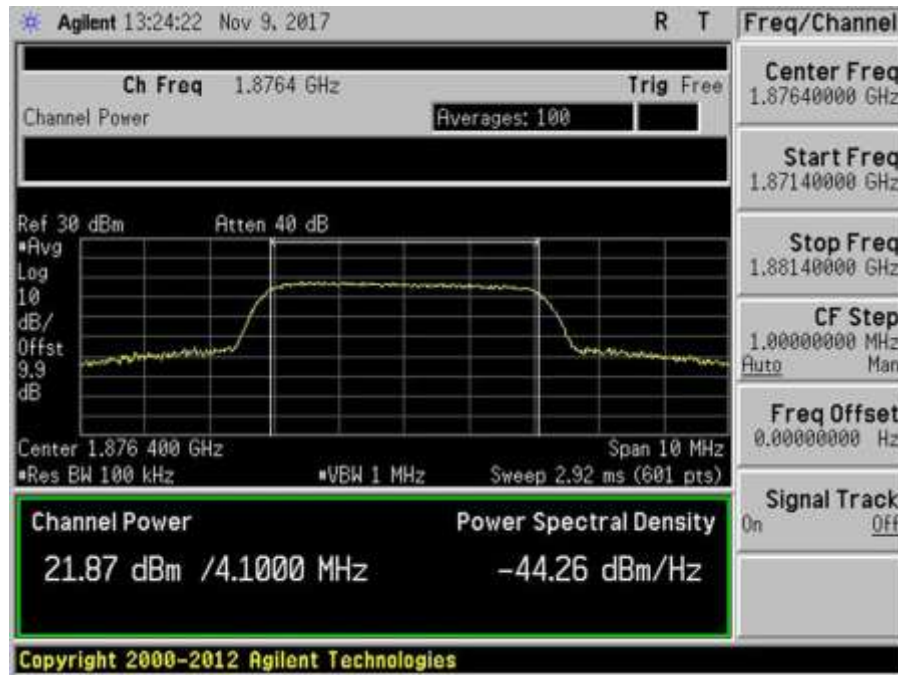 Agilent 13:24:22 Nov 9, 2017 R T
Freq/Channel
Ch Freq 1.8764 GHz Trig Free
Channel Power Averages: 100
Center Freq
1.87640000 GHz
Start Freq
1.87140000 GHz
Stop Freq
1.88140000 GHz
CF Step
1.00000000 MHz
Auto Man
Freq Offset
0.00000000 Hz
Signal Track
On Off
Ref 30 dBm Atten 40 dB
#Avg
Log
10
dB/
Offst
9.9
dB
Center 1.876 400 GHz Span 10 MHz
#Res BW 100 kHz #VBW 1 MHz Sweep 2.92 ms (601 pts)
Channel Power Power Spectral Density
21.87 dBm /4.1000 MHz -44.26 dBm/Hz
Copyright 2000-2012 Agilent Technologies